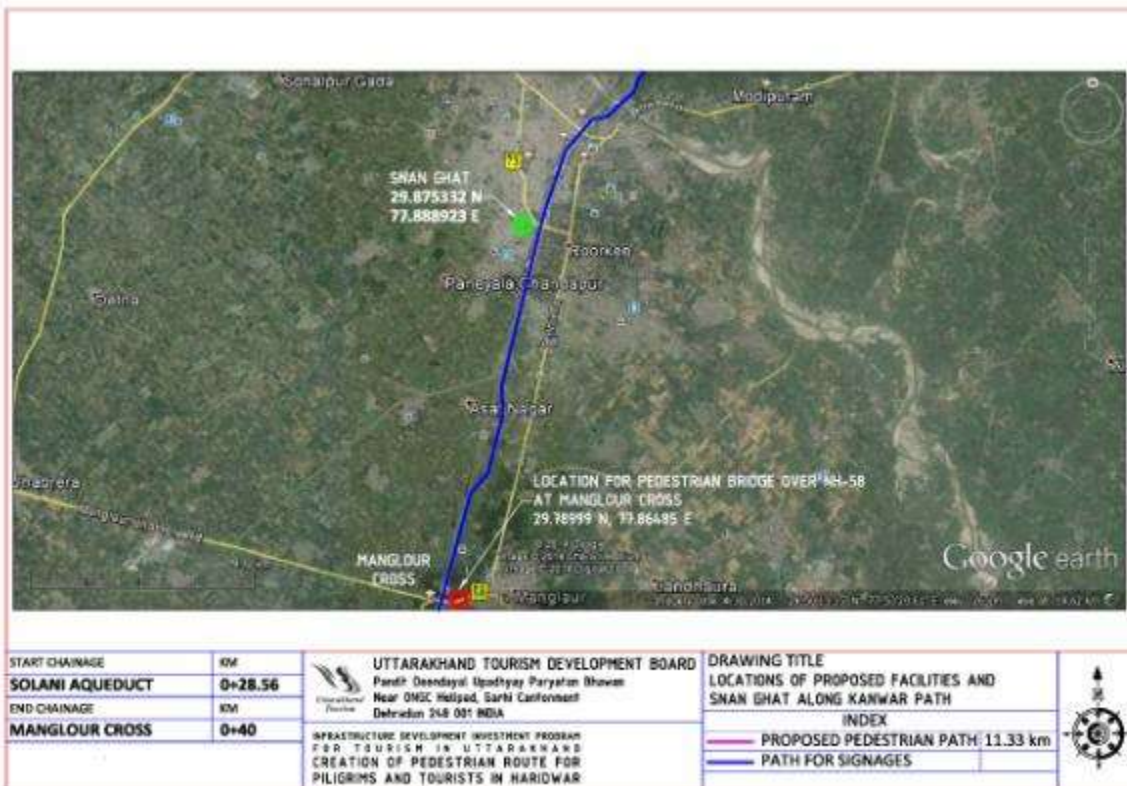 Sohalpur Gada
Modipuram
SNAN GHAT
29.875332 N
77.888923 E
Roorkee
Paneyala Chandapur
Asaf Nagar
LOCATION FOR PEDESTRIAN BRIDGE OVER NH-58
AT MANGLOUR CROSS
29.78999 N, 77.86485 E
MANGLOUR
CROSS
Manglaur
Landhaura
Google earth
START CHAINAGE KM
SOLANI AQUEDUCT 0+28.56
END CHAINAGE KM
MANGLOUR CROSS 0+40
Uttarakhand
Tourism
UTTARAKHAND TOURISM DEVELOPMENT BOARD
Pandit Deendayal Upadhyay Paryatan Bhawan
Near ONGC Helipad, Garhi Cantonment
Dehradun 248 001 INDIA
INFRASTRUCTURE DEVELOPMENT INVESTMENT PROGRAM
FOR TOURISM IN UTTARAKHAND
CREATION OF PEDESTRIAN ROUTE FOR
PILIGRIMS AND TOURISTS IN HARIDWAR
DRAWING TITLE
LOCATIONS OF PROPOSED FACILITIES AND
SNAN GHAT ALONG KANWAR PATH
INDEX
PROPOSED PEDESTRIAN PATH 11.33 km
PATH FOR SIGNAGES
N